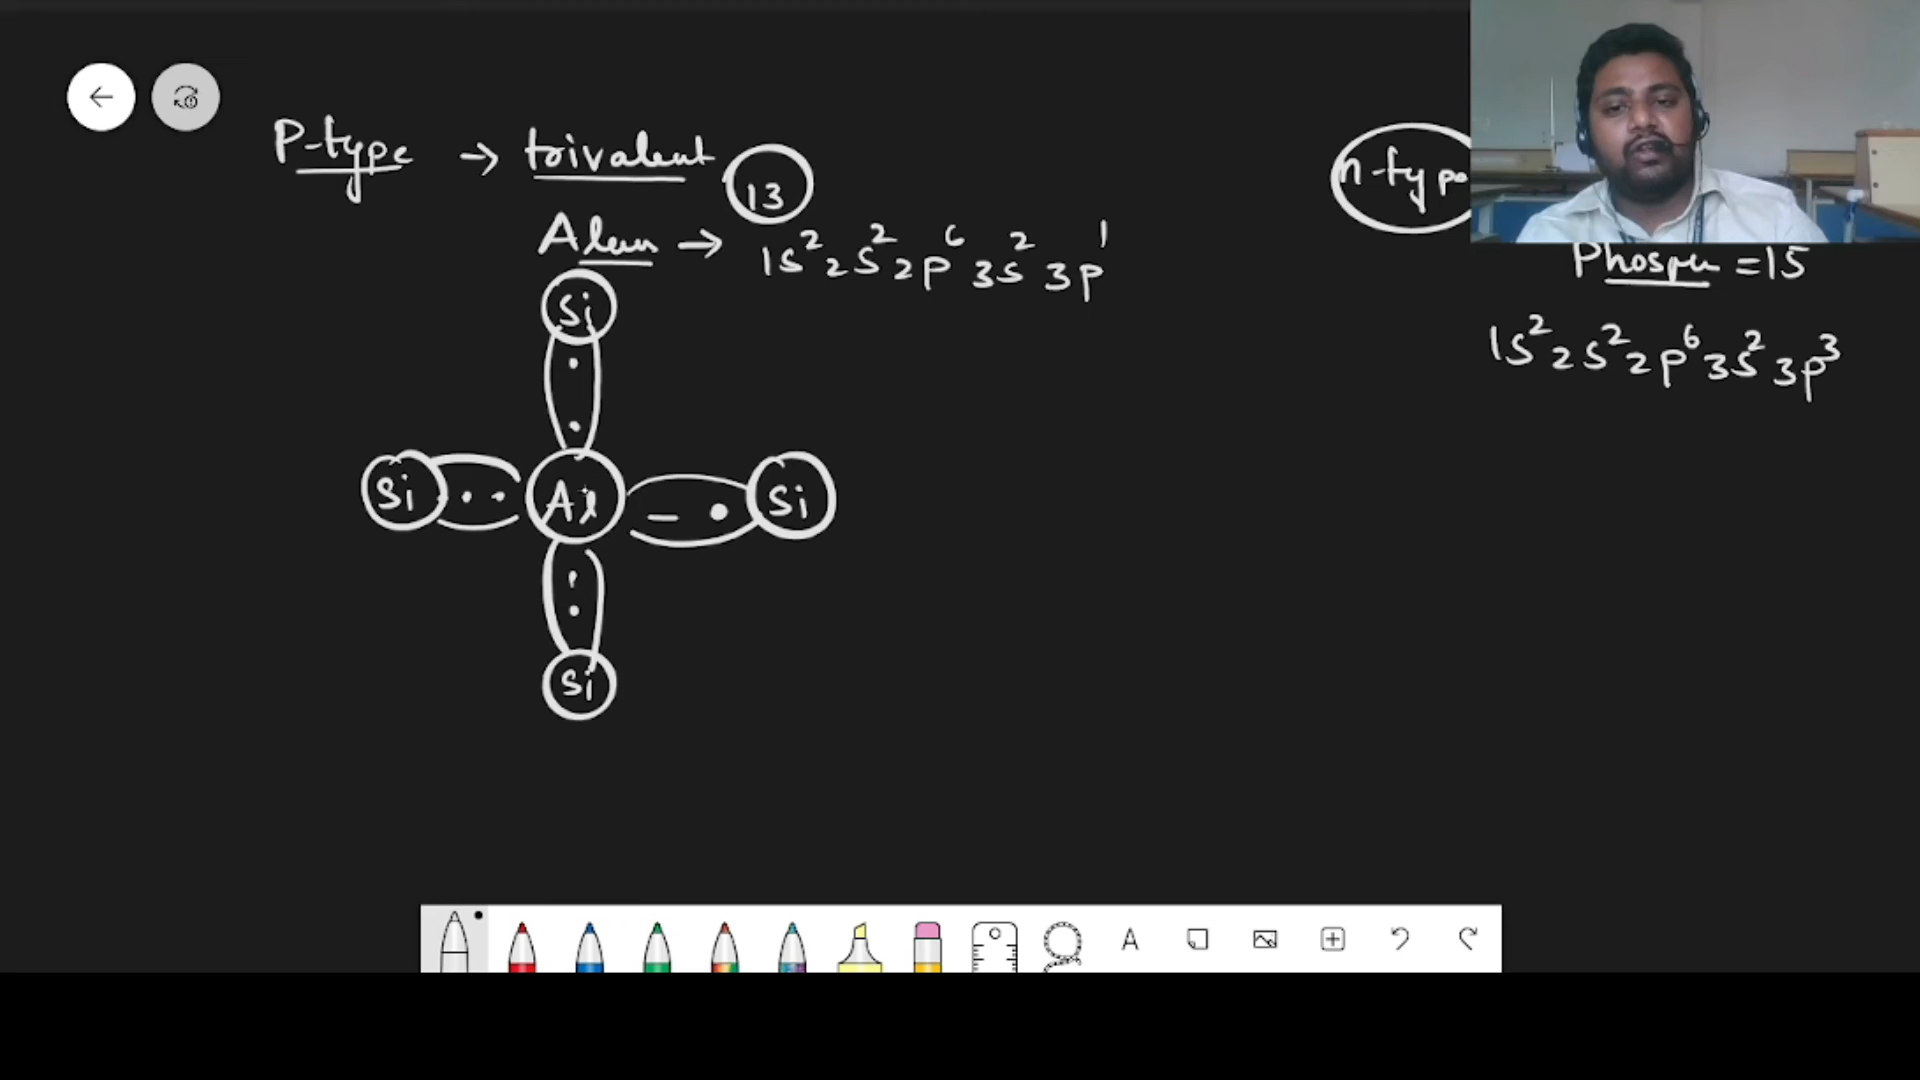 P-type → trivalent 13
Alum → 1s² 2s² 2p⁶ 3s² 3p¹
Si
Si Al Si
Si
n-type
Phosper = 15
1s² 2s² 2p⁶ 3s² 3p³
A